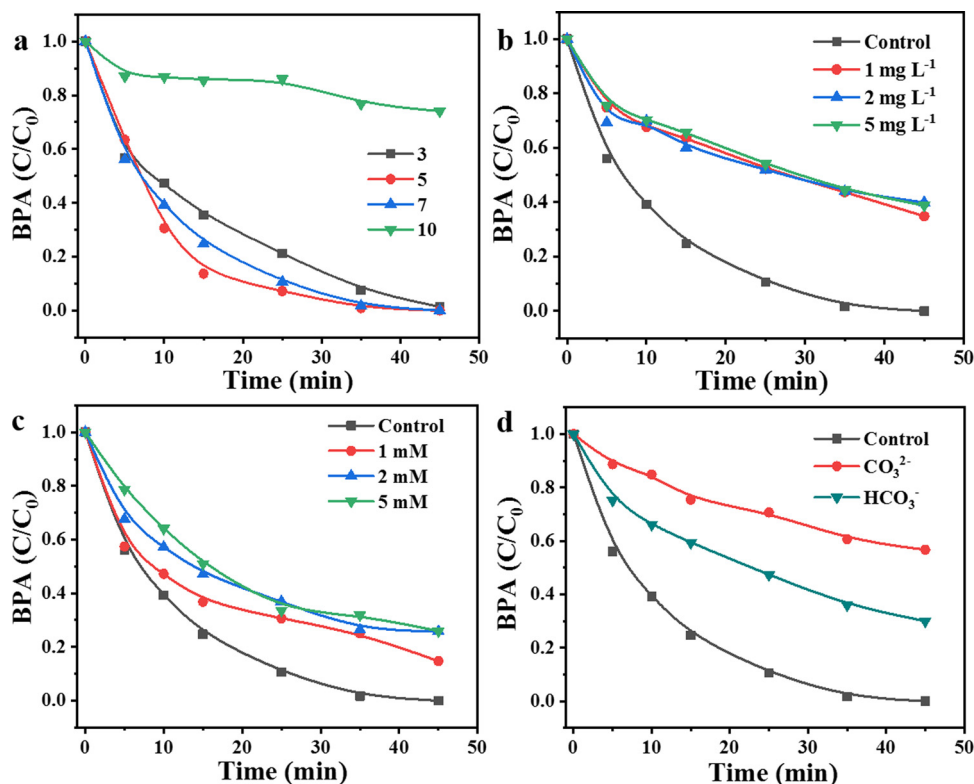 a
BPA (C/C₀)
1.0
0.8
0.6
0.4
0.2
0.0
3
5
7
10
0 10 20 30 40 50
Time (min)
b
BPA (C/C₀)
1.0
0.8
0.6
0.4
0.2
0.0
Control
1 mg L⁻¹
2 mg L⁻¹
5 mg L⁻¹
0 10 20 30 40 50
Time (min)
c
BPA (C/C₀)
1.0
0.8
0.6
0.4
0.2
0.0
Control
1 mM
2 mM
5 mM
0 10 20 30 40 50
Time (min)
d
BPA (C/C₀)
1.0
0.8
0.6
0.4
0.2
0.0
Control
CO₃²⁻
HCO₃⁻
0 10 20 30 40 50
Time (min)